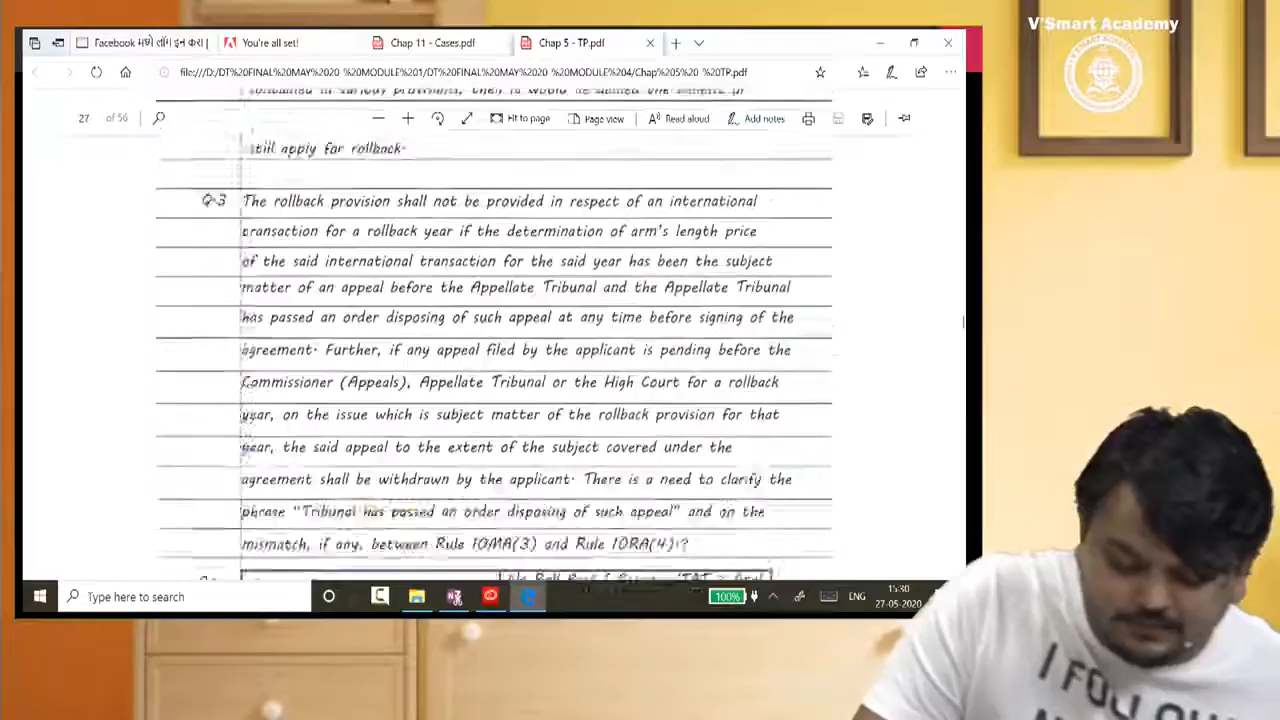 V'Smart Academy
Facebook मध्ये लॉग इन करा |
You're all set!
Chap 11 - Cases.pdf
Chap 5 - TP.pdf
file:///D:/DT%20FINAL%20MAY%2020 %20MODULE%201/DT%20FINAL%20MAY%2020 %20MODULE%204/Chap%205%20 %20TP.pdf
27 of 56
Fit to page
Page view
Read aloud
Add notes
still apply for rollback.
Q-3 The rollback provision shall not be provided in respect of an international
transaction for a rollback year if the determination of arm's length price
of the said international transaction for the said year has been the subject
matter of an appeal before the Appellate Tribunal and the Appellate Tribunal
has passed an order disposing of such appeal at any time before signing of the
agreement. Further, if any appeal filed by the applicant is pending before the
Commissioner (Appeals), Appellate Tribunal or the High Court for a rollback
year, on the issue which is subject matter of the rollback provision for that
year, the said appeal to the extent of the subject covered under the
agreement shall be withdrawn by the applicant. There is a need to clarify the
phrase "Tribunal has passed an order disposing of such appeal" and on the
mismatch, if any, between Rule 10MA(3) and Rule 10RA(4)?
Type here to search
100%
ENG
15:30
27-05-2020
I FOLLOW